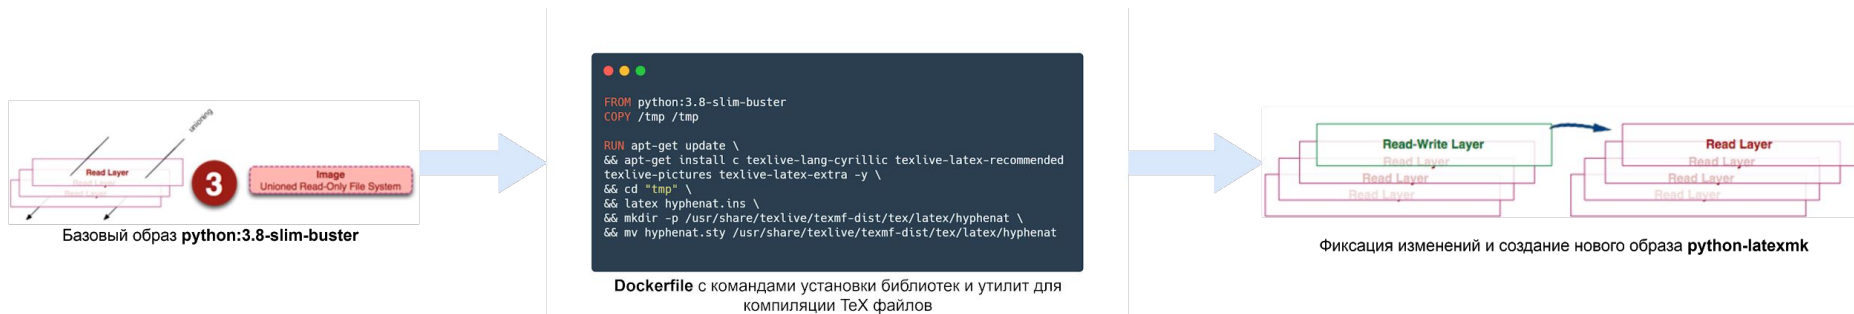 unioning
Read Layer
Read Layer
Read Layer
3
Image
Unioned Read-Only File System
Базовый образ python:3.8-slim-buster
FROM python:3.8-slim-buster
COPY /tmp /tmp
RUN apt-get update \
&& apt-get install c texlive-lang-cyrillic texlive-latex-recommended
texlive-pictures texlive-latex-extra -y \
&& cd "tmp" \
&& latex hyphenat.ins \
&& mkdir -p /usr/share/texlive/texmf-dist/tex/latex/hyphenat \
&& mv hyphenat.sty /usr/share/texlive/texmf-dist/tex/latex/hyphenat
Dockerfile с командами установки библиотек и утилит для
компиляции TeX файлов
Read-Write Layer
Read Layer
Read Layer
Read Layer
Read Layer
Read Layer
Read Layer
Фиксация изменений и создание нового образа python-latexmk